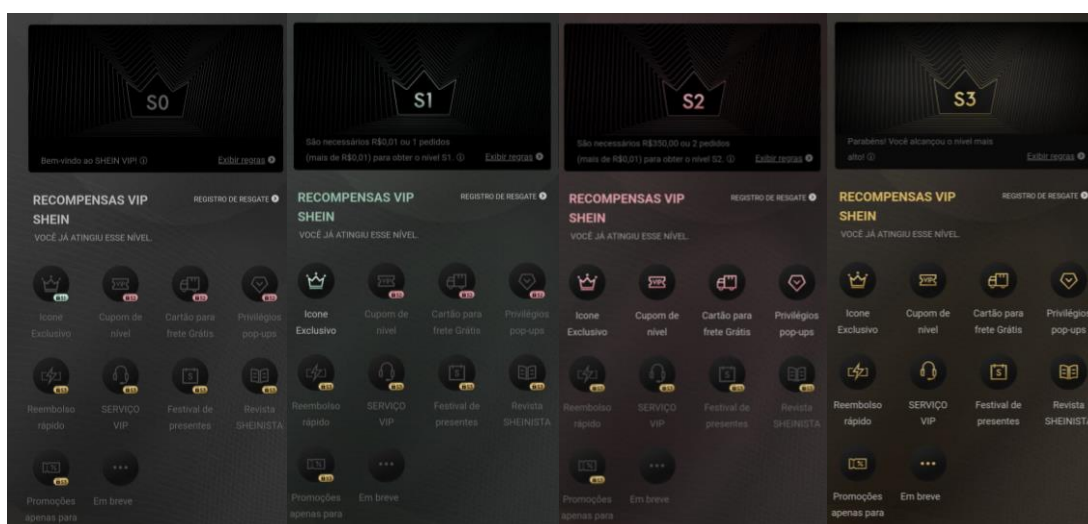 S0
Bem-vindo ao SHEIN VIP!
Exibir regras
RECOMPENSAS VIP
SHEIN
REGISTRO DE RESGATE
VOCÊ JÁ ATINGIU ESSE NÍVEL.
Icone
Exclusivo
Cupom de
nível
Cartão para
frete Grátis
Privilégios
pop-ups
Reembolso
rápido
SERVIÇO
VIP
Festival de
presentes
Revista
SHEINISTA
Promoções
apenas para
Em breve
S1
São necessários R$0,01 ou 1 pedidos
(mais de R$0,01) para obter o nível S1.
Exibir regras
RECOMPENSAS VIP
SHEIN
REGISTRO DE RESGATE
VOCÊ JÁ ATINGIU ESSE NÍVEL.
Icone
Exclusivo
Cupom de
nível
Cartão para
frete Grátis
Privilégios
pop-ups
Reembolso
rápido
SERVIÇO
VIP
Festival de
presentes
Revista
SHEINISTA
Promoções
apenas para
Em breve
S2
São necessários R$350,00 ou 2 pedidos
(mais de R$0,01) para obter o nível S2.
Exibir regras
RECOMPENSAS VIP
SHEIN
REGISTRO DE RESGATE
VOCÊ JÁ ATINGIU ESSE NÍVEL.
Icone
Exclusivo
Cupom de
nível
Cartão para
frete Grátis
Privilégios
pop-ups
Reembolso
rápido
SERVIÇO
VIP
Festival de
presentes
Revista
SHEINISTA
Promoções
apenas para
Em breve
S3
Parabéns! Você alcançou o nível mais
alto!
Exibir regras
RECOMPENSAS VIP
SHEIN
REGISTRO DE RESGATE
VOCÊ JÁ ATINGIU ESSE NÍVEL.
Icone
Exclusivo
Cupom de
nível
Cartão para
frete Grátis
Privilégios
pop-ups
Reembolso
rápido
SERVIÇO
VIP
Festival de
presentes
Revista
SHEINISTA
Promoções
apenas para
Em breve